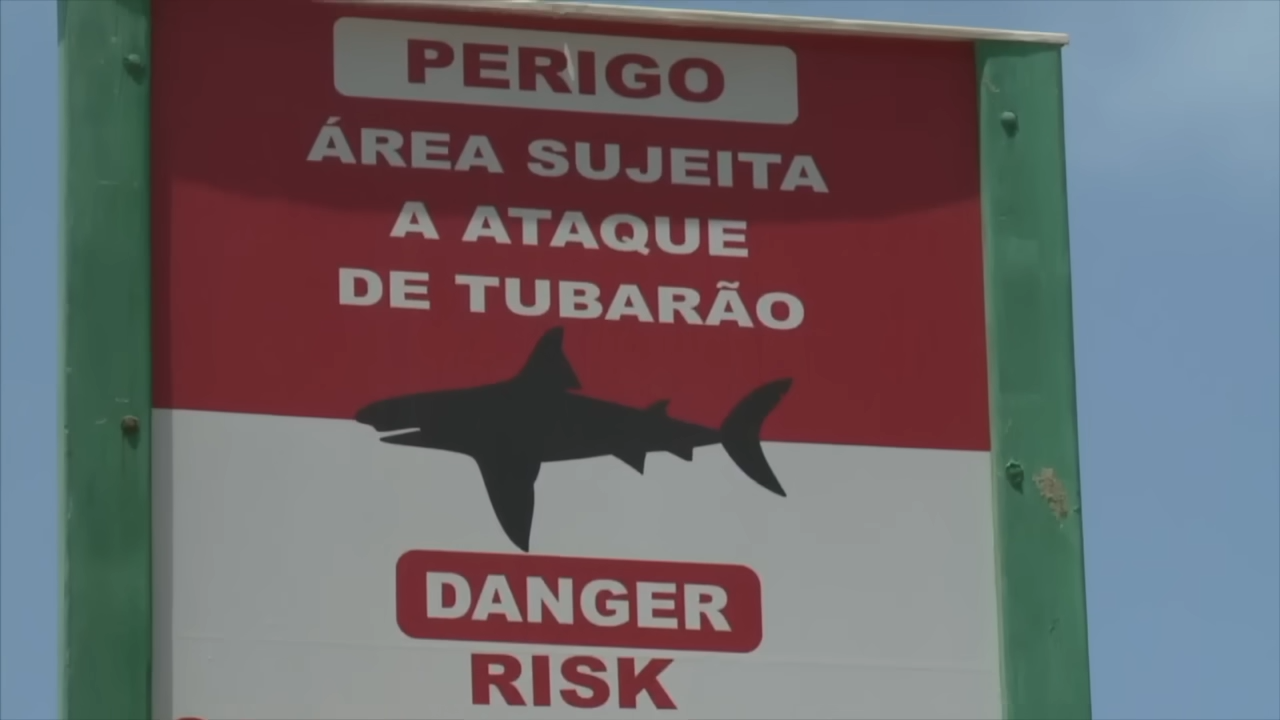 PERIGO
ÁREA SUJEITA
A ATAQUE
DE TUBARÃO
DANGER
RISK